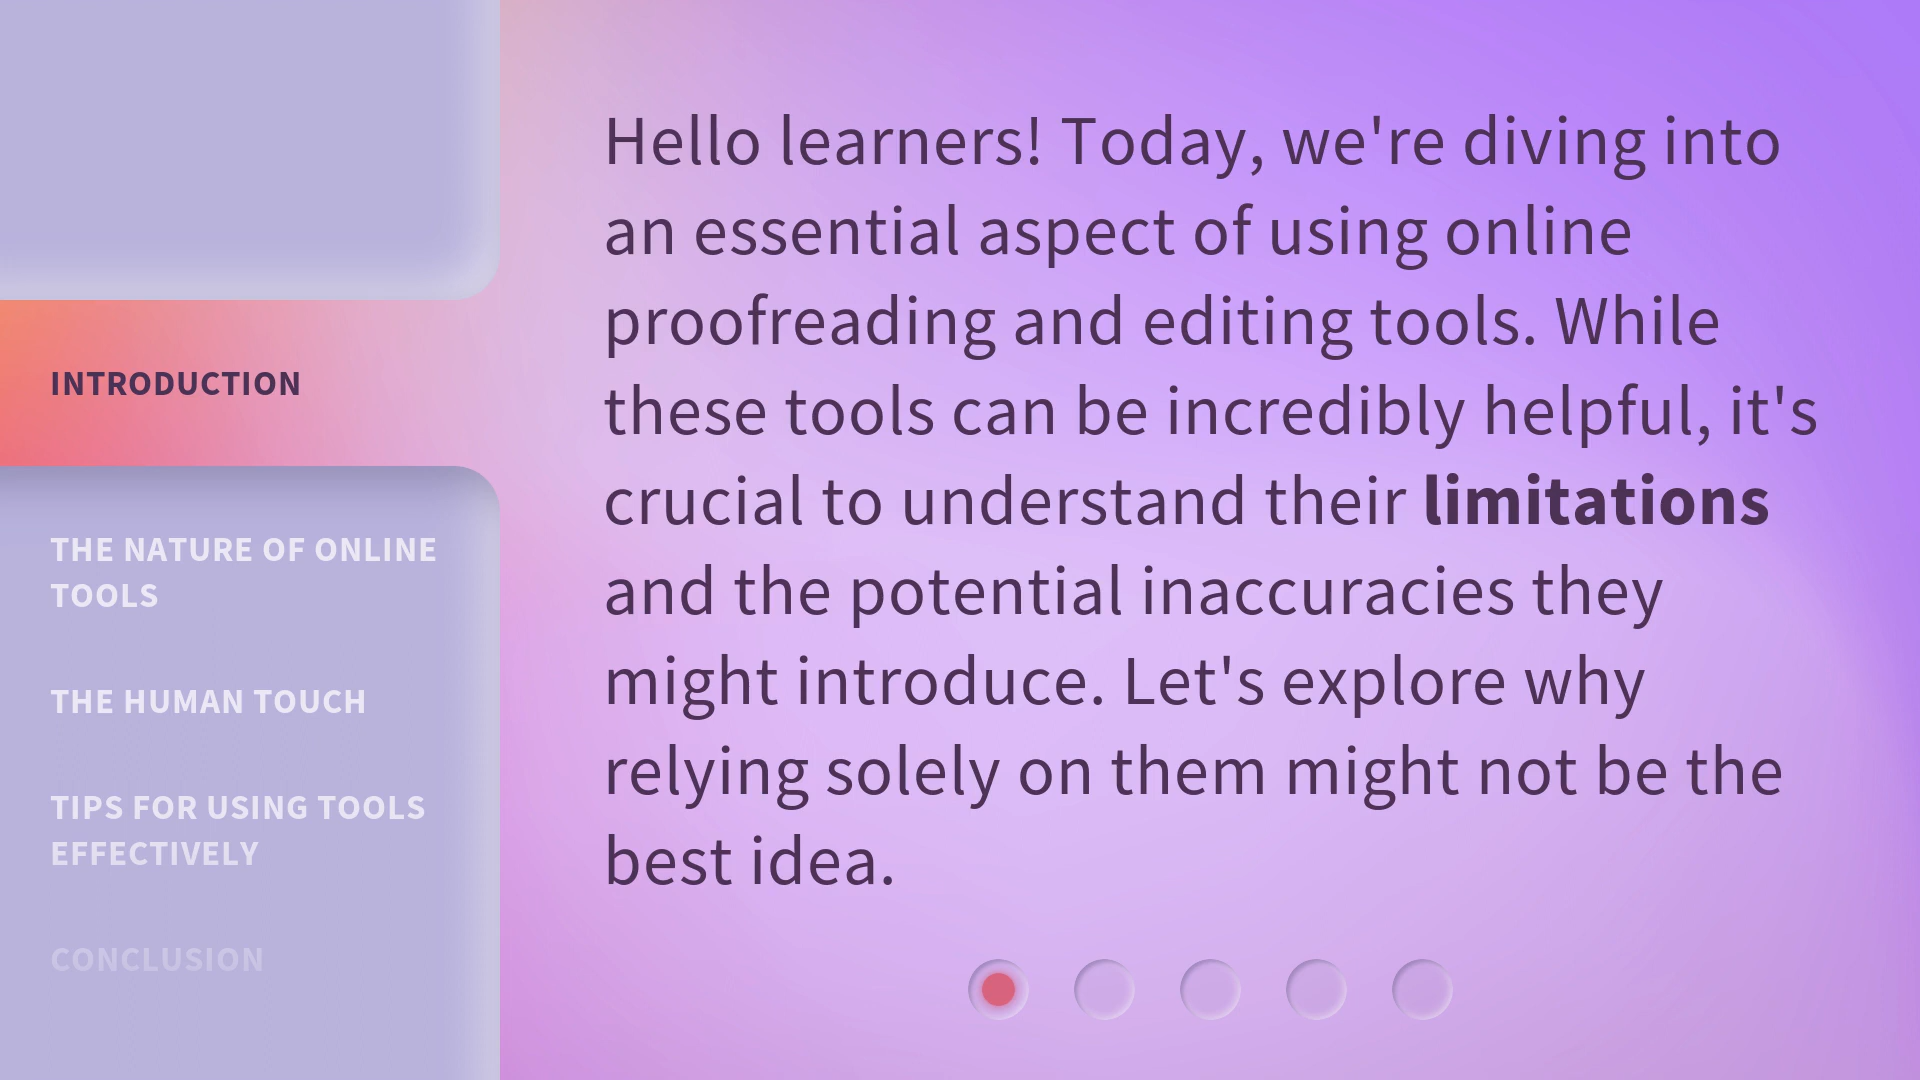 INTRODUCTION
THE NATURE OF ONLINE
TOOLS
THE HUMAN TOUCH
TIPS FOR USING TOOLS
EFFECTIVELY
CONCLUSION
Hello learners! Today, we're diving into
an essential aspect of using online
proofreading and editing tools. While
these tools can be incredibly helpful, it's
crucial to understand their limitations
and the potential inaccuracies they
might introduce. Let's explore why
relying solely on them might not be the
best idea.